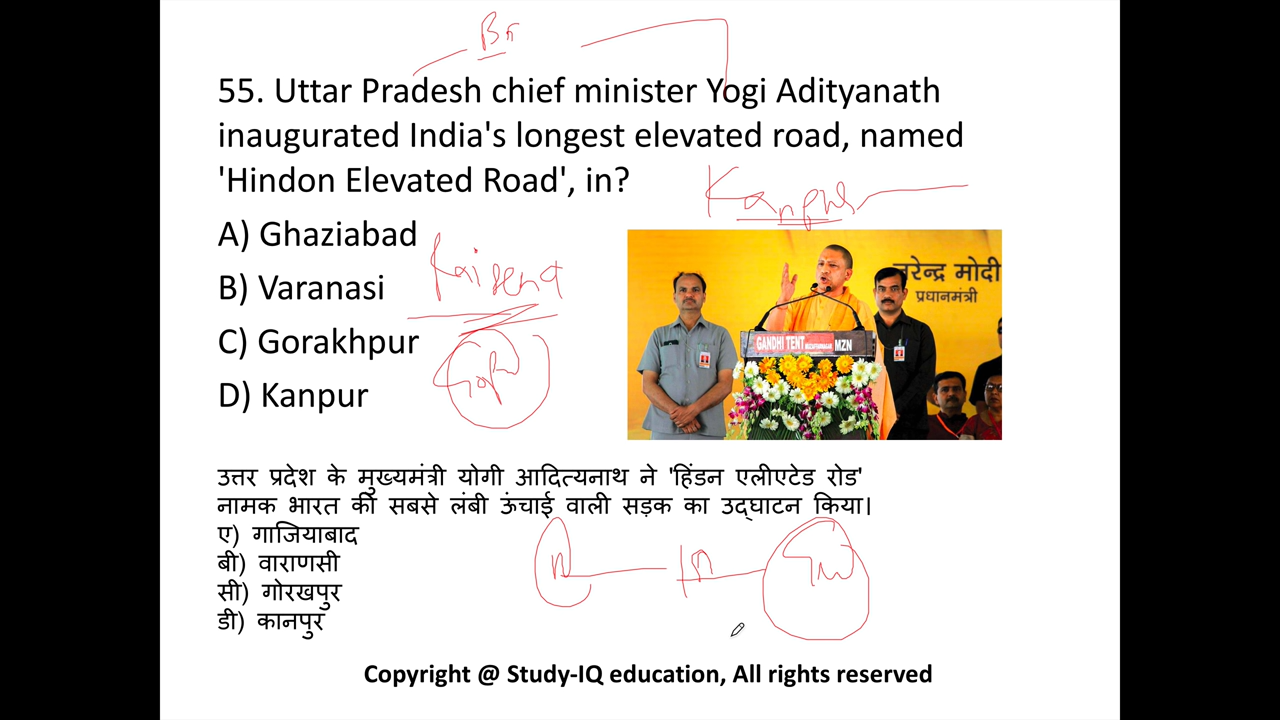 55. Uttar Pradesh chief minister Yogi Adityanath
inaugurated India's longest elevated road, named
'Hindon Elevated Road', in?
Kanpur
A) Ghaziabad
B) Varanasi
C) Gorakhpur
D) Kanpur
नरेन्द्र मोदी
प्रधानमंत्री
GANDHI TENT MZN
उत्तर प्रदेश के मुख्यमंत्री योगी आदित्यनाथ ने 'हिंडन एलीएटेड रोड'
नामक भारत की सबसे लंबी ऊंचाई वाली सड़क का उद्घाटन किया।
ए) गाजियाबाद
बी) वाराणसी
सी) गोरखपुर
डी) कानपुर
Copyright @ Study-IQ education, All rights reserved